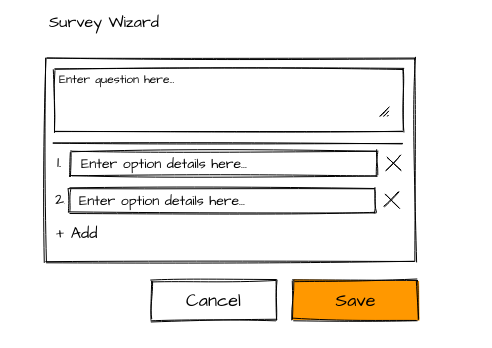 Survey Wizard
Enter question here...
1. Enter option details here...
2 Enter option details here...
+ Add
Cancel Save